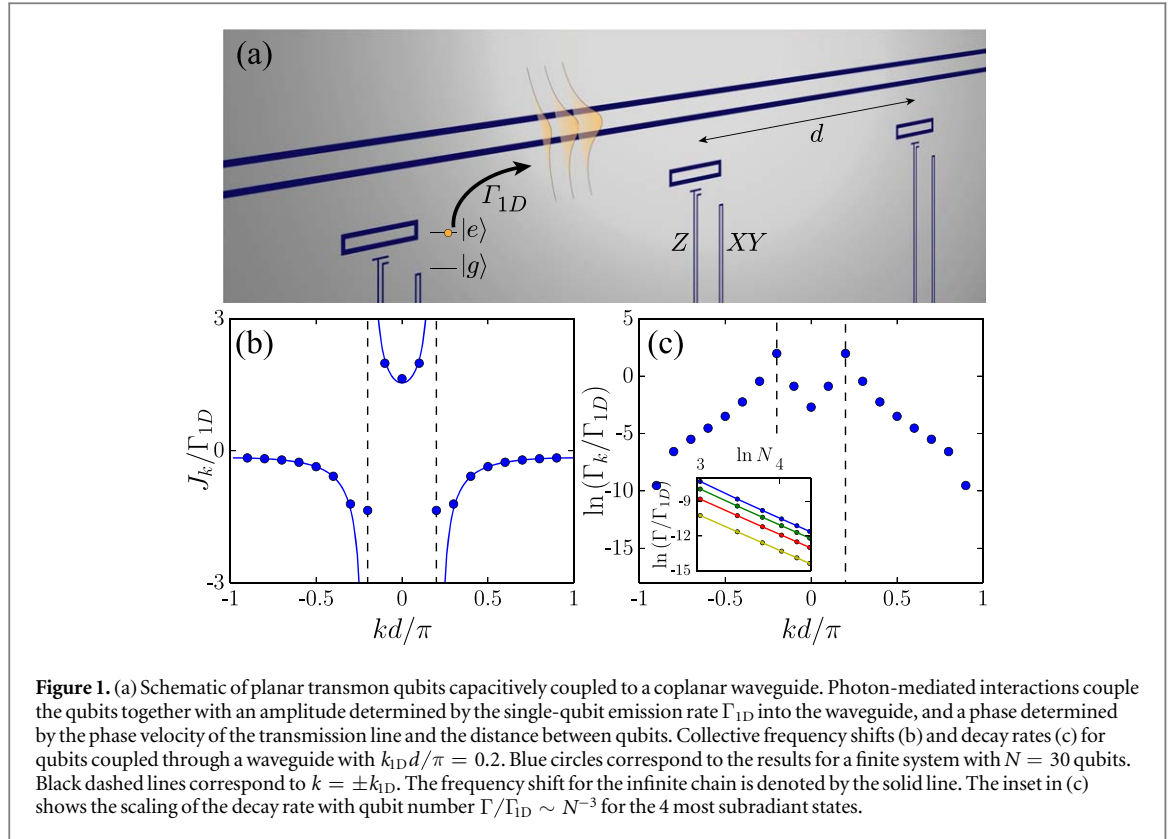 (a)
d
Γ1D
|e⟩
|g⟩
Z
XY
(b)
3
0
-3
Jk/Γ1D
-1
-0.5
0
0.5
1
kd/π
(c)
5
0
-5
-10
-15
ln (Γk/Γ1D)
-1
-0.5
0
0.5
1
kd/π
3
ln N
4
-9
-12
-15
ln (Γ/Γ1D)
Figure 1. (a) Schematic of planar transmon qubits capacitively coupled to a coplanar waveguide. Photon-mediated interactions couple
the qubits together with an amplitude determined by the single-qubit emission rate Γ1D into the waveguide, and a phase determined
by the phase velocity of the transmission line and the distance between qubits. Collective frequency shifts (b) and decay rates (c) for
qubits coupled through a waveguide with k1Dd/π = 0.2. Blue circles correspond to the results for a finite system with N = 30 qubits.
Black dashed lines correspond to k = ±k1D. The frequency shift for the infinite chain is denoted by the solid line. The inset in (c)
shows the scaling of the decay rate with qubit number Γ/Γ1D ~ N−3 for the 4 most subradiant states.